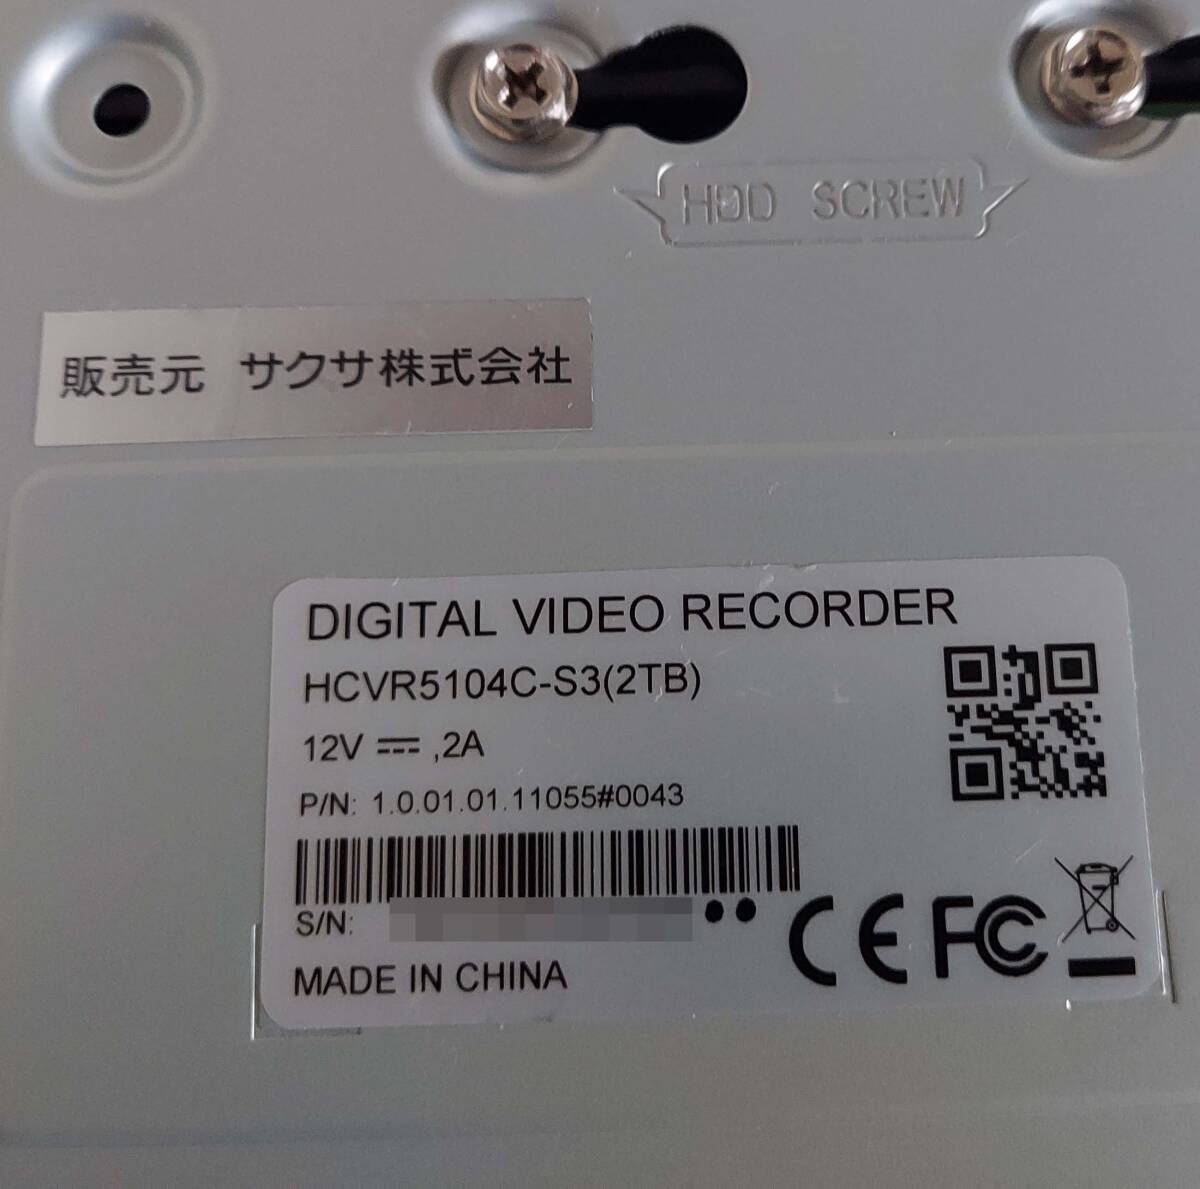 HDD SCREW
販売元 サクサ株式会社
DIGITAL VIDEO RECORDER
HCVR5104C-S3(2TB)
12V ⎓ ,2A
P/N: 1.0.01.01.11055#0043
S/N:
CE FC
MADE IN CHINA